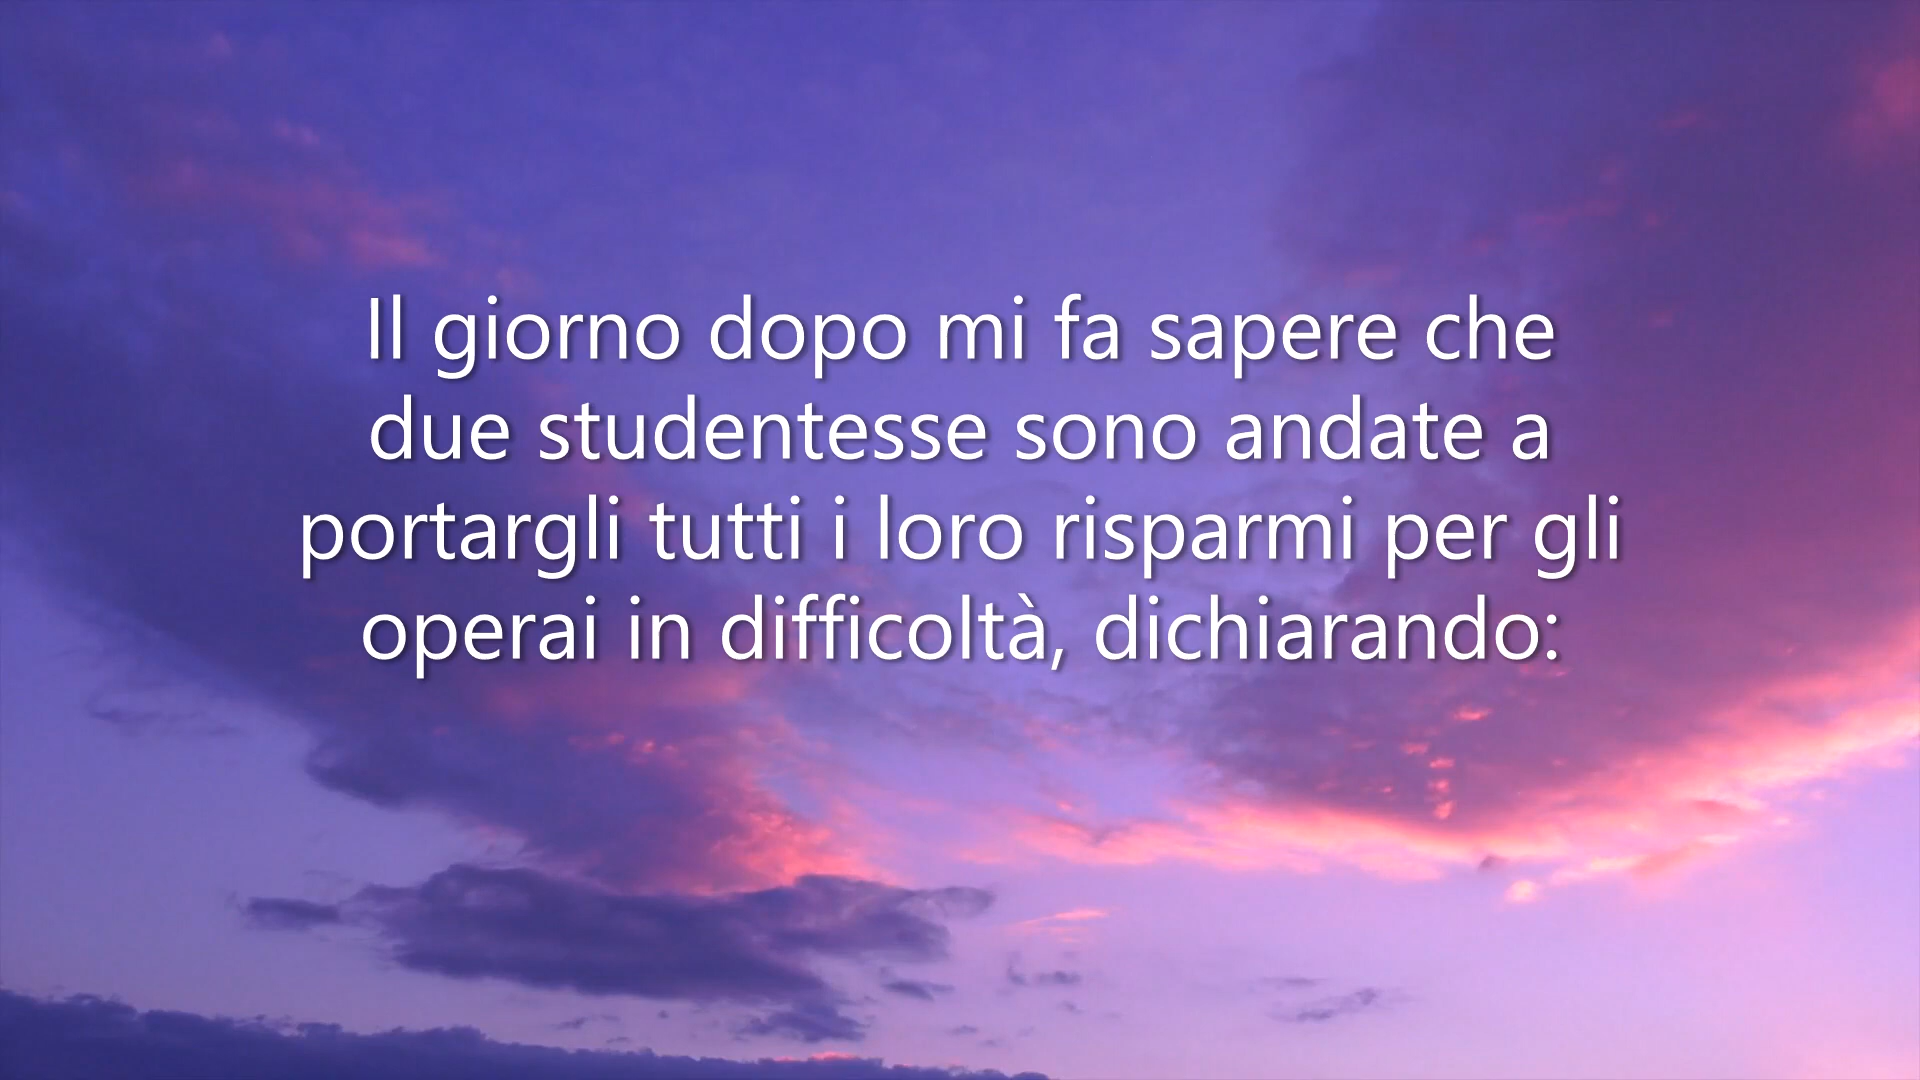 Il giorno dopo mi fa sapere che
due studentesse sono andate a
portargli tutti i loro risparmi per gli
operai in difficoltà, dichiarando: